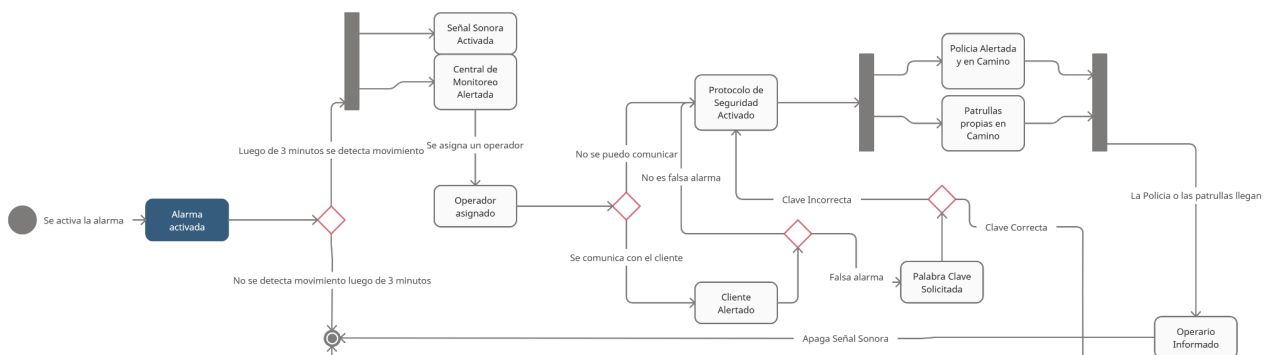 Señal Sonora
Activada
Central de
Monitoreo
Alertada
Policia Alertada
y en Camino
Protocolo de
Seguridad
Activado
Patrullas
propias en
Camino
Luego de 3 minutos se detecta movimiento
Se asigna un operador
No se puedo comunicar
No es falsa alarma
Operador
asignado
Clave Incorrecta
La Policia o las patrullas llegan
Se activa la alarma
Alarma
activada
Clave Correcta
Se comunica con el cliente
No se detecta movimiento luego de 3 minutos
Falsa alarma
Palabra Clave
Solicitada
Cliente
Alertado
Apaga Señal Sonora
Operario
Informado